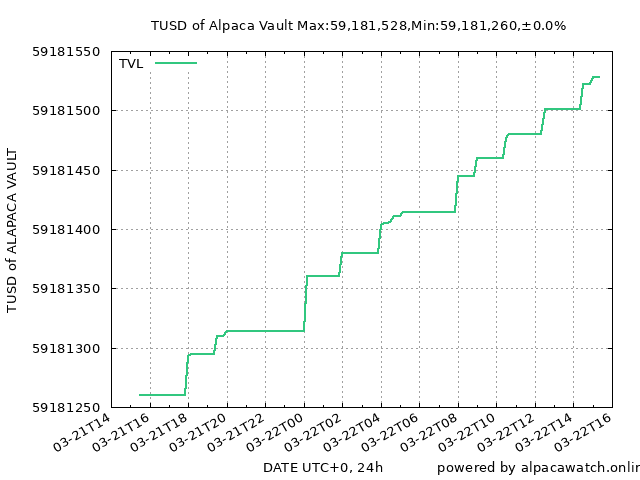 TUSD of Alpaca Vault Max:59,181,528,Min:59,181,260,±0.0%
TVL
59181550
59181500
59181450
59181400
59181350
59181300
59181250
TUSD of ALAPACA VAULT
03-21T14
03-21T16
03-21T18
03-21T20
03-21T22
03-22T00
03-22T02
03-22T04
03-22T06
03-22T08
03-22T10
03-22T12
03-22T14
03-22T16
DATE UTC+0, 24h
powered by alpacawatch.onlin